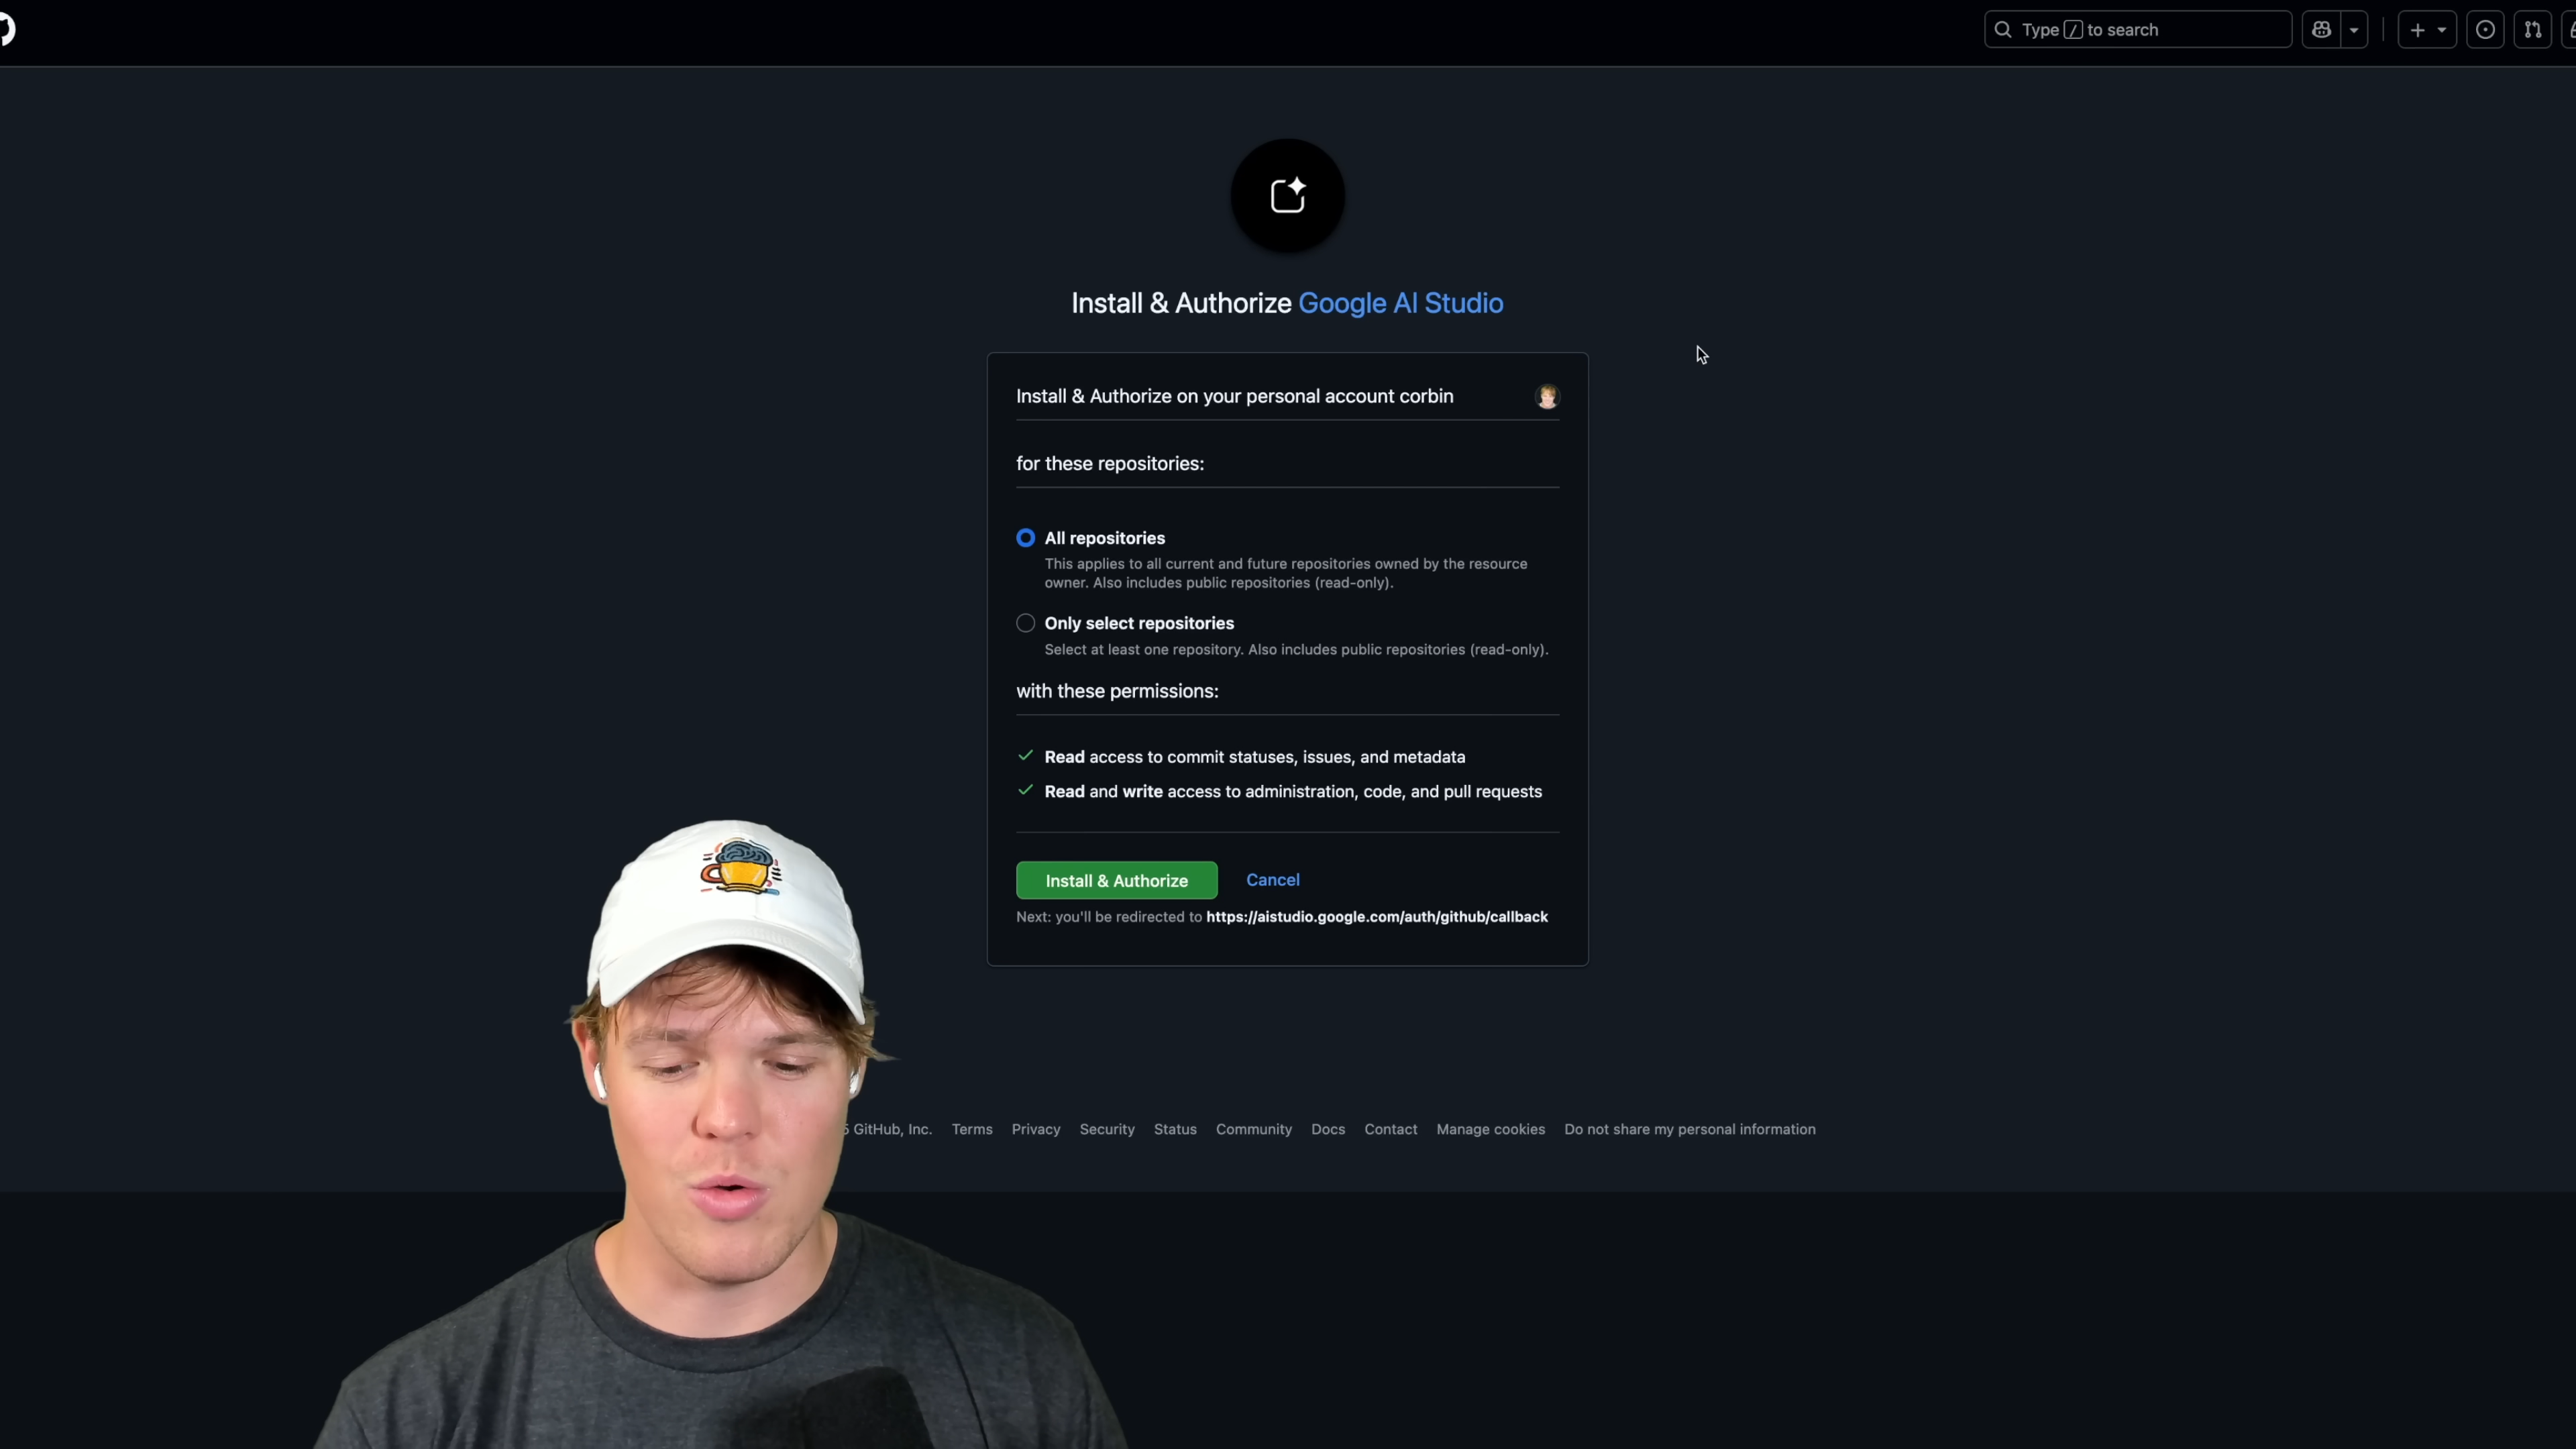 Type / to search
Install & Authorize Google AI Studio
Install & Authorize on your personal account corbin
for these repositories:
All repositories
This applies to all current and future repositories owned by the resource
owner. Also includes public repositories (read-only).
Only select repositories
Select at least one repository. Also includes public repositories (read-only).
with these permissions:
Read access to commit statuses, issues, and metadata
Read and write access to administration, code, and pull requests
Install & Authorize
Cancel
Next: you'll be redirected to https://aistudio.google.com/auth/github/callback
GitHub, Inc.
Terms
Privacy
Security
Status
Community
Docs
Contact
Manage cookies
Do not share my personal information